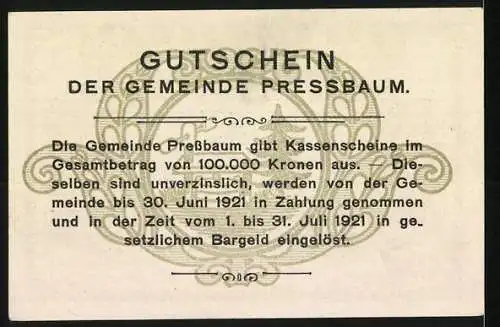 GUTSCHEIN
DER GEMEINDE PRESSBAUM.
Die Gemeinde Preßbaum gibt Kassenscheine im
Gesamtbetrag von 100.000 Kronen aus. — Die-
selben sind unverzinslich, werden von der Ge-
meinde bis 30. Juni 1921 in Zahlung genommen
und in der Zeit vom 1. bis 31. Juli 1921 in ge-
setzlichem Bargeld eingelöst.